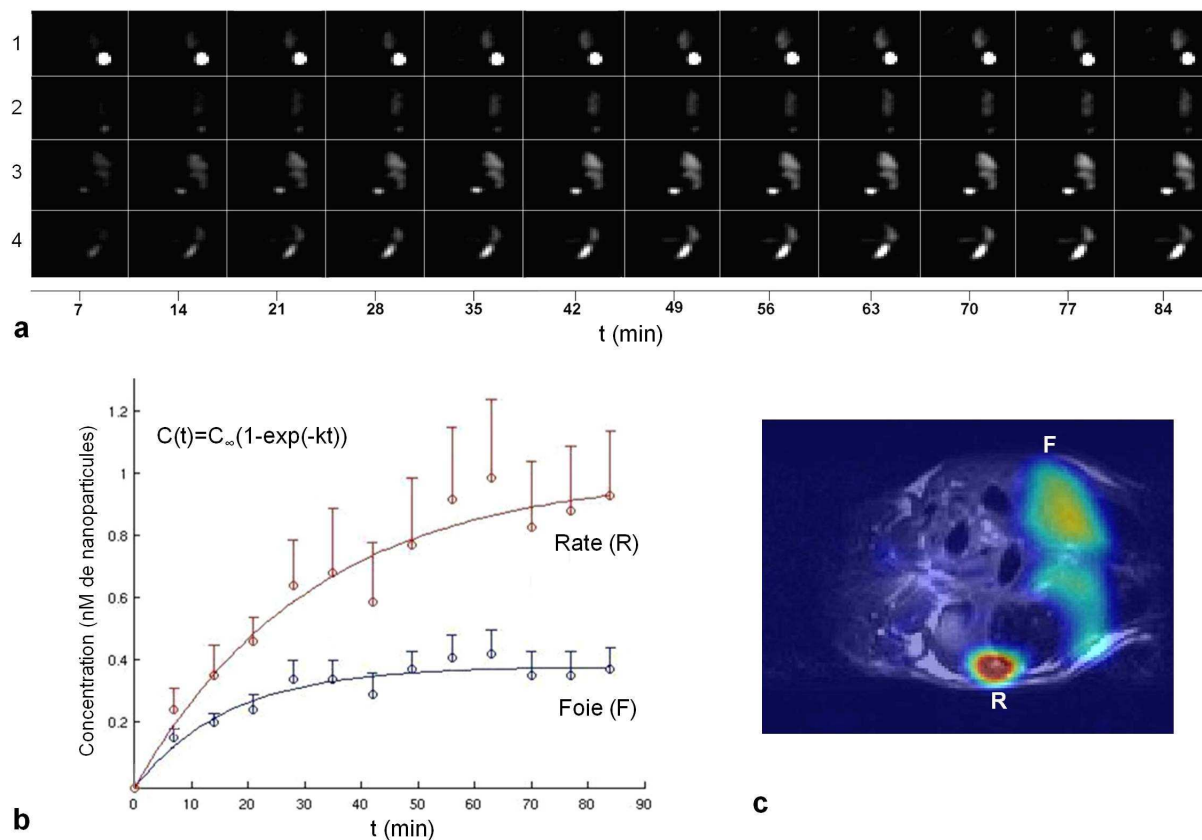 1
2
3
4
7 14 21 28 35 42 49 56 63 70 77 84
t (min)
a
C(t)=C∞(1-exp(-kt))
Concentration (nM de nanoparticules)
1.2
1
0.8
0.6
0.4
0.2
Rate (R)
Foie (F)
0 10 20 30 40 50 60 70 80 90
t (min)
b
F
R
c